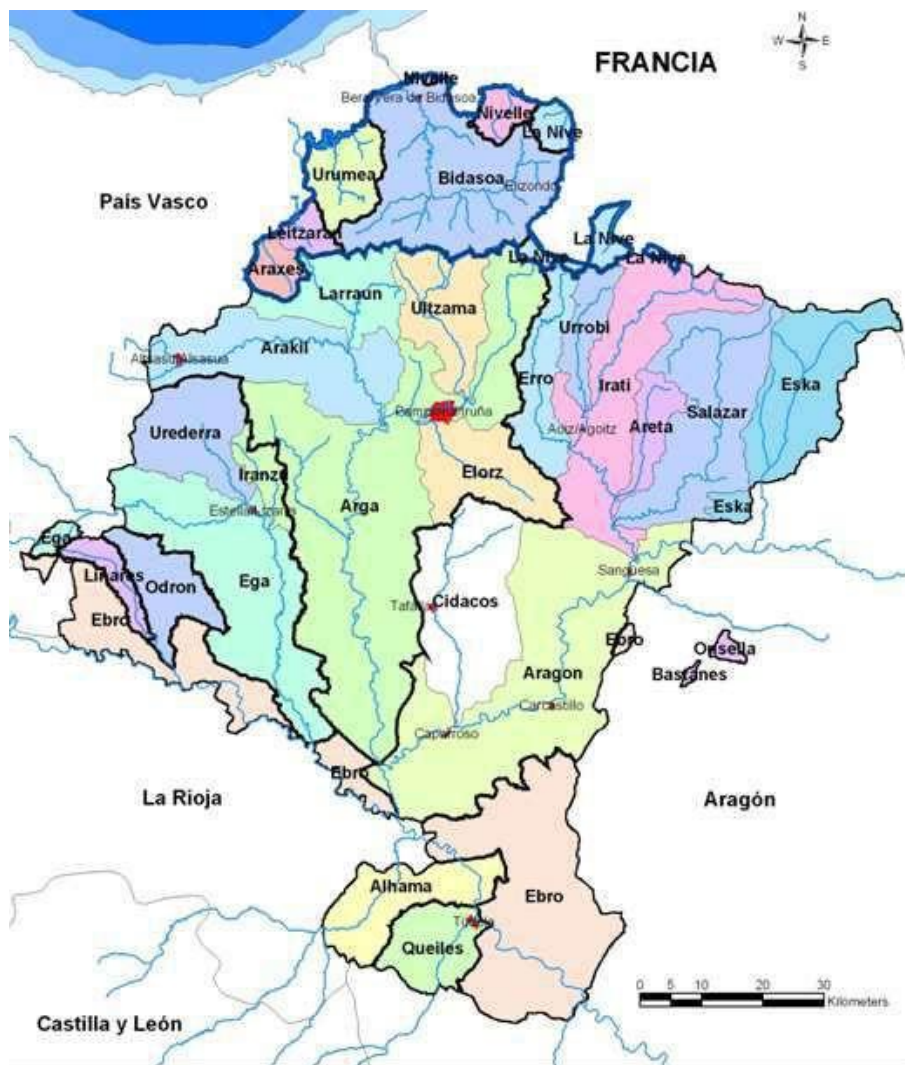 N
W E
S
FRANCIA
Nivelle
Bera/Vera de Bidasoa
Nivelle
La Nive
Urumea
Bidasoa
Elizondo
País Vasco
Leitzaran
La Nive
La Nive
La Nive
Araxes
Larraun
Ultzama
Urrobi
Arakil
Altsasu/Alsasua
Erro
Irati
Eska
Salazar
Pamplona/Iruña
Urederra
Aoiz/Agoitz
Areta
Iranzu
Elorz
Estella/Lizarra
Arga
Eska
Ega
Linares
Odron
Ega
Sangüesa
Cidacos
Tafalla
Ebro
Ebro
Onsella
Aragon
Bastanes
Carcastillo
Caparroso
Ebro
La Rioja
Aragón
Alhama
Ebro
Tudela
Queiles
0 5 10 20 30
Kilometers
Castilla y León